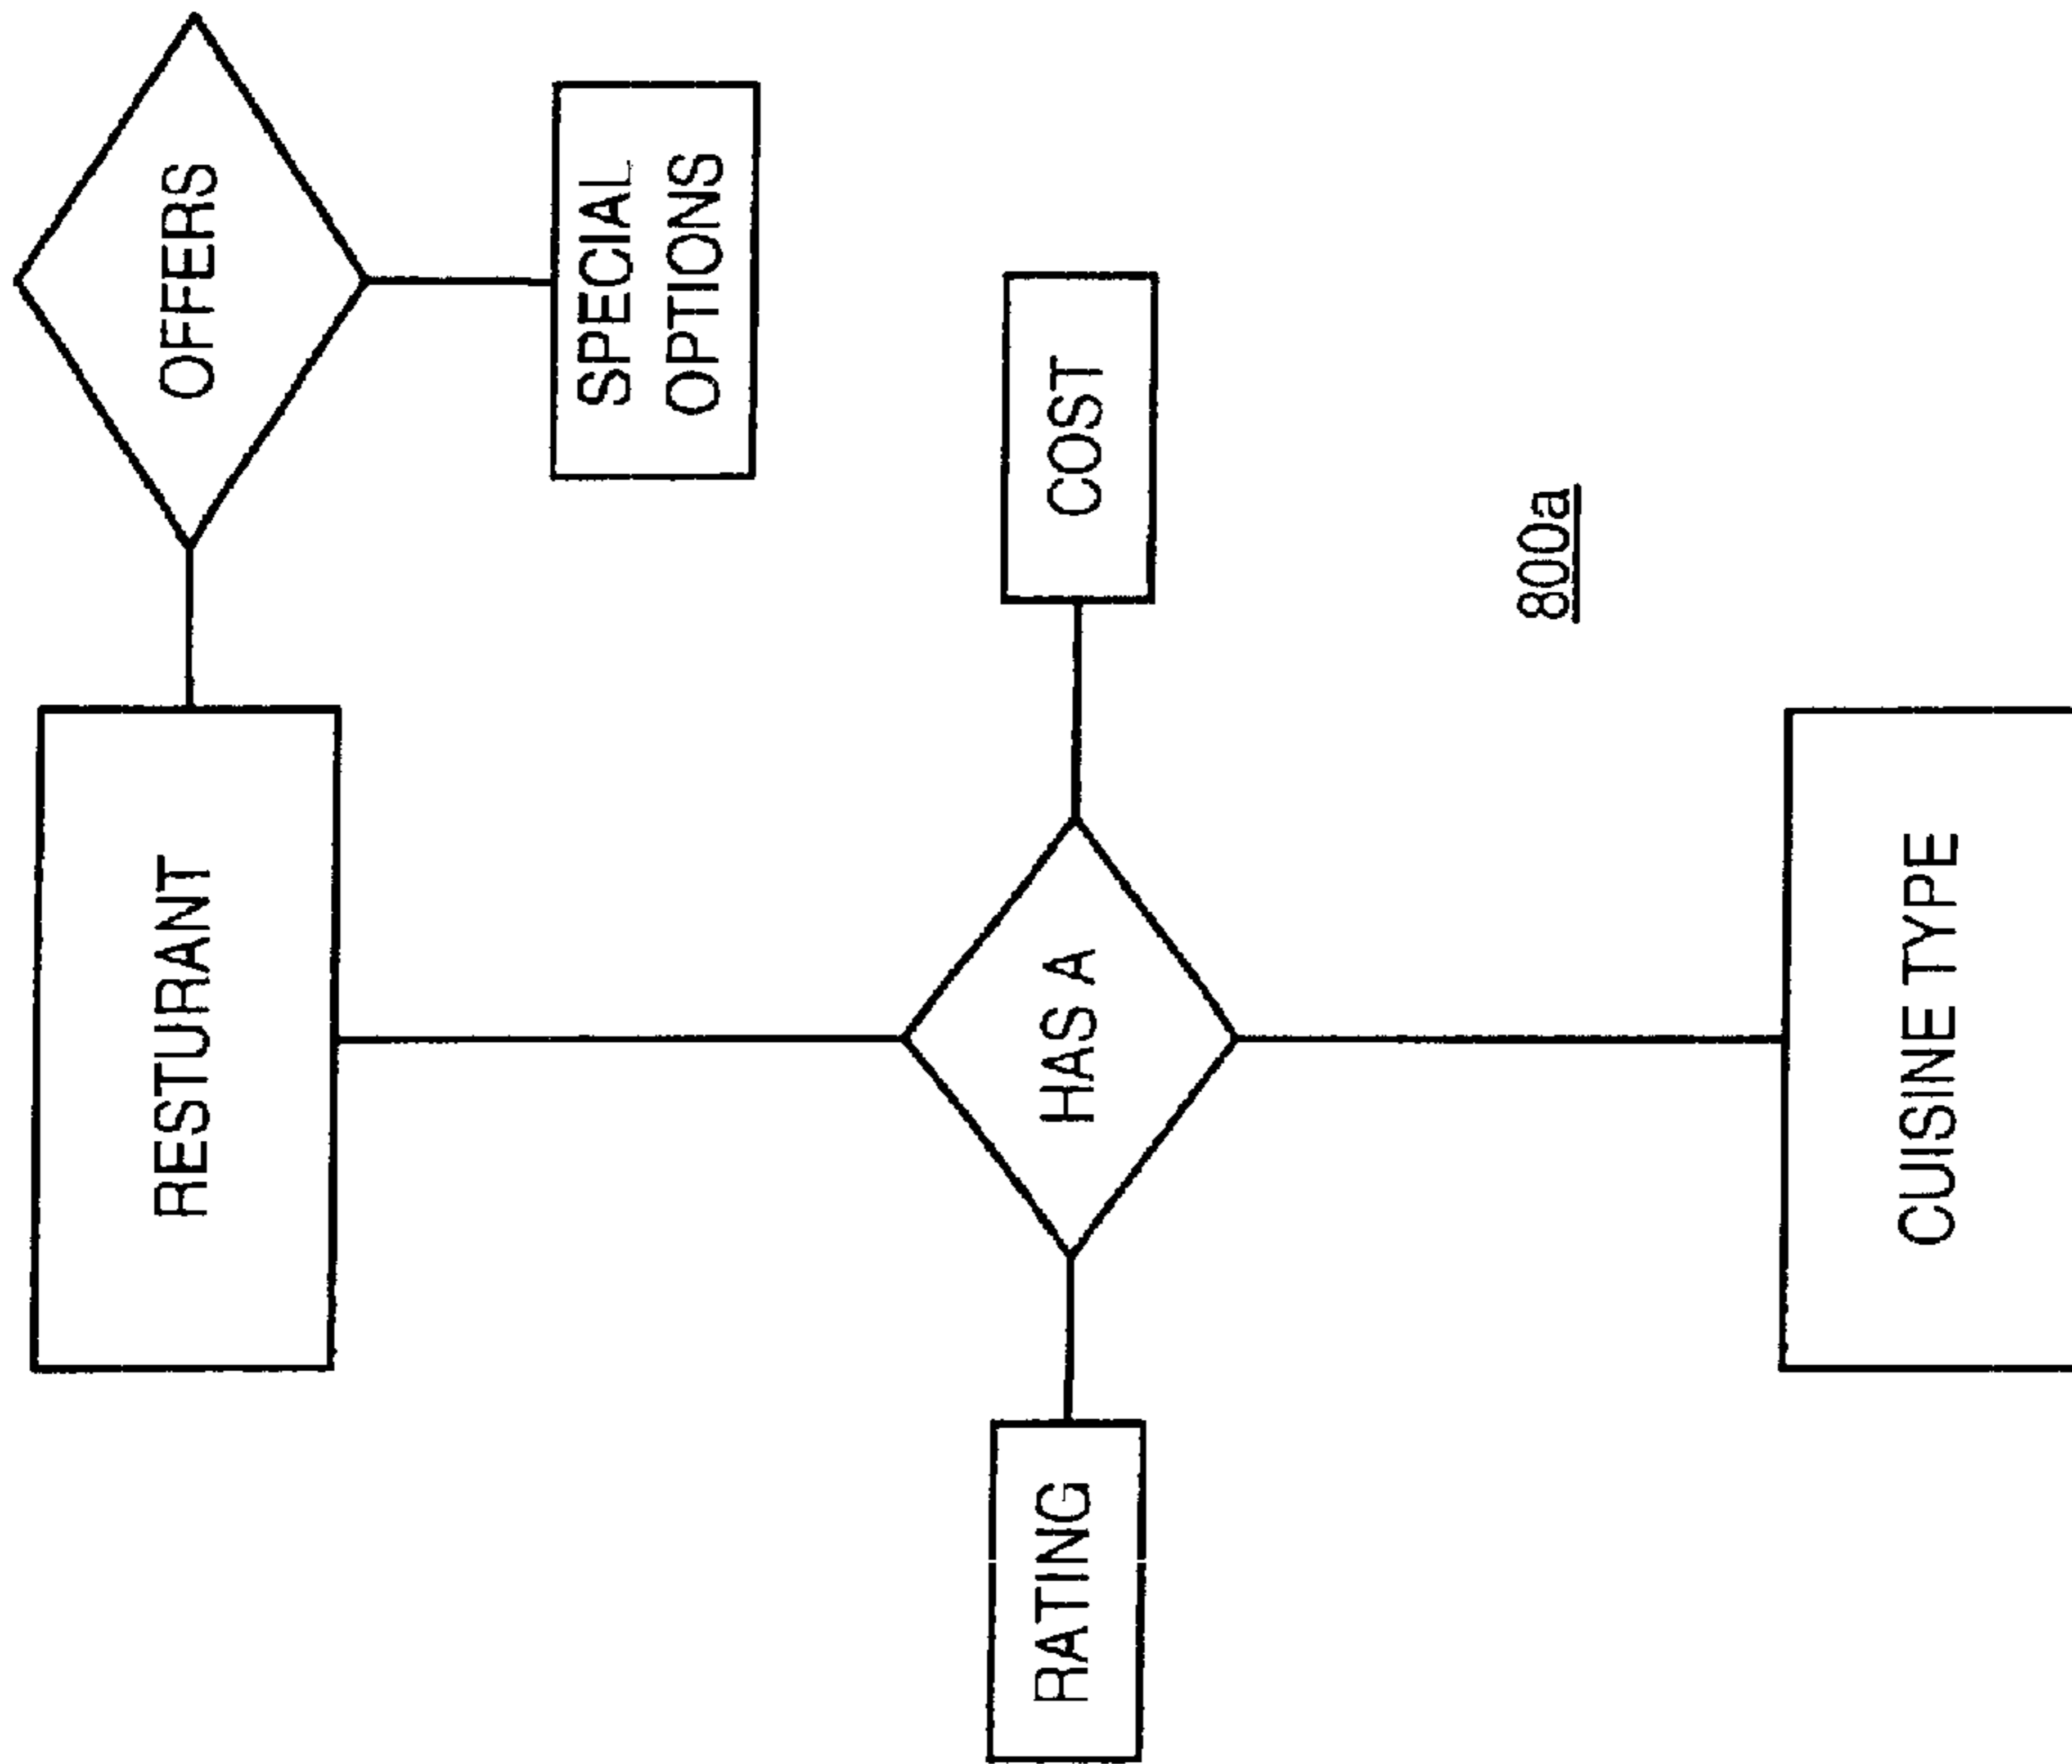 RESTURANT
OFFERS
SPECIAL
OPTIONS
RATING
HAS A
COST
800a
CUISINE TYPE